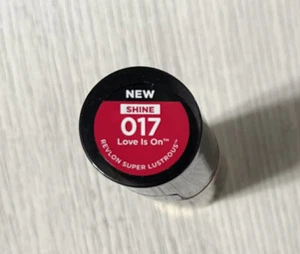 NEW
SHINE
017
Love Is On™
REVLON SUPER LUSTROUS™